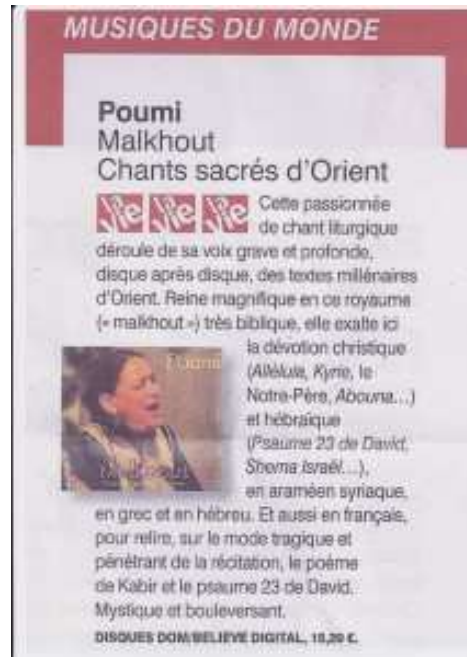 MUSIQUES DU MONDE
Poumi
Malkhout
Chants sacrés d'Orient
Cette passionnée
de chant liturgique
déroule de sa voix grave et profonde,
disque après disque, des textes millénaires
d'Orient. Reine magnifique en ce royaume
(« malkhout ») très biblique, elle exalte ici
la dévotion christique
(Alléluia, Kyrie, le
Notre-Père, Abouna...)
et hébraïque
(Psaume 23 de David,
Shema Israël...),
en araméen syriaque,
en grec et en hébreu. Et aussi en français,
pour relire, sur le mode tragique et
pénétrant de la récitation, le poème
de Kabir et le psaume 23 de David.
Mystique et bouleversant.
DISQUES DOM/BELIEVE DIGITAL,
Poumi
Malkhout